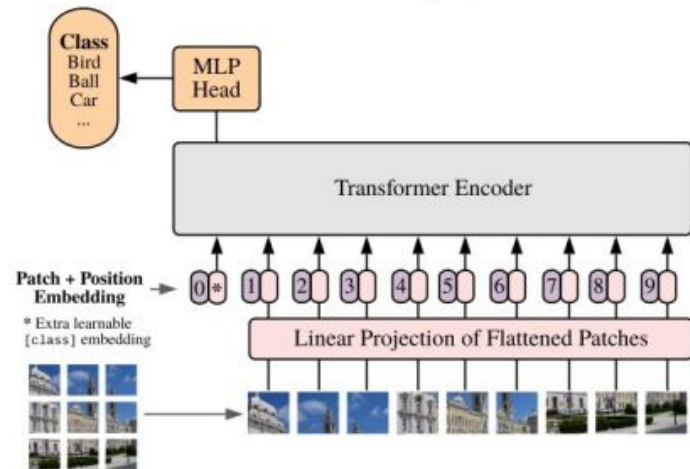 Class
Bird
Ball
Car
...
MLP
Head
Transformer Encoder
Patch + Position
Embedding
0 * 1 2 3 4 5 6 7 8 9
* Extra learnable
[class] embedding
Linear Projection of Flattened Patches